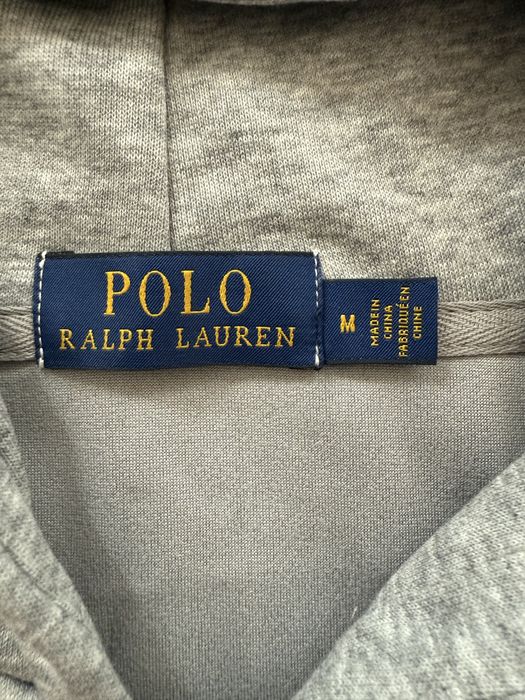 POLO
RALPH LAUREN
M
MADE IN
CHINA
FABRIQUÉ EN
CHINE